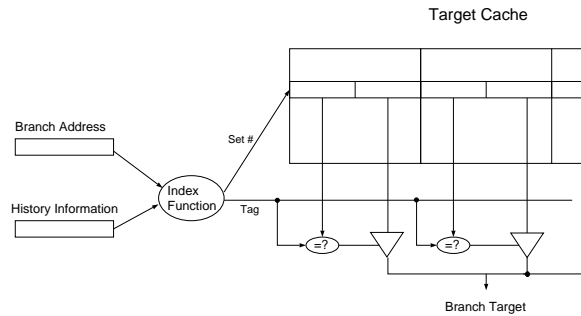 Target Cache
Branch Address
Set #
Index
Function
History Information
Tag
=?
=?
Branch Target